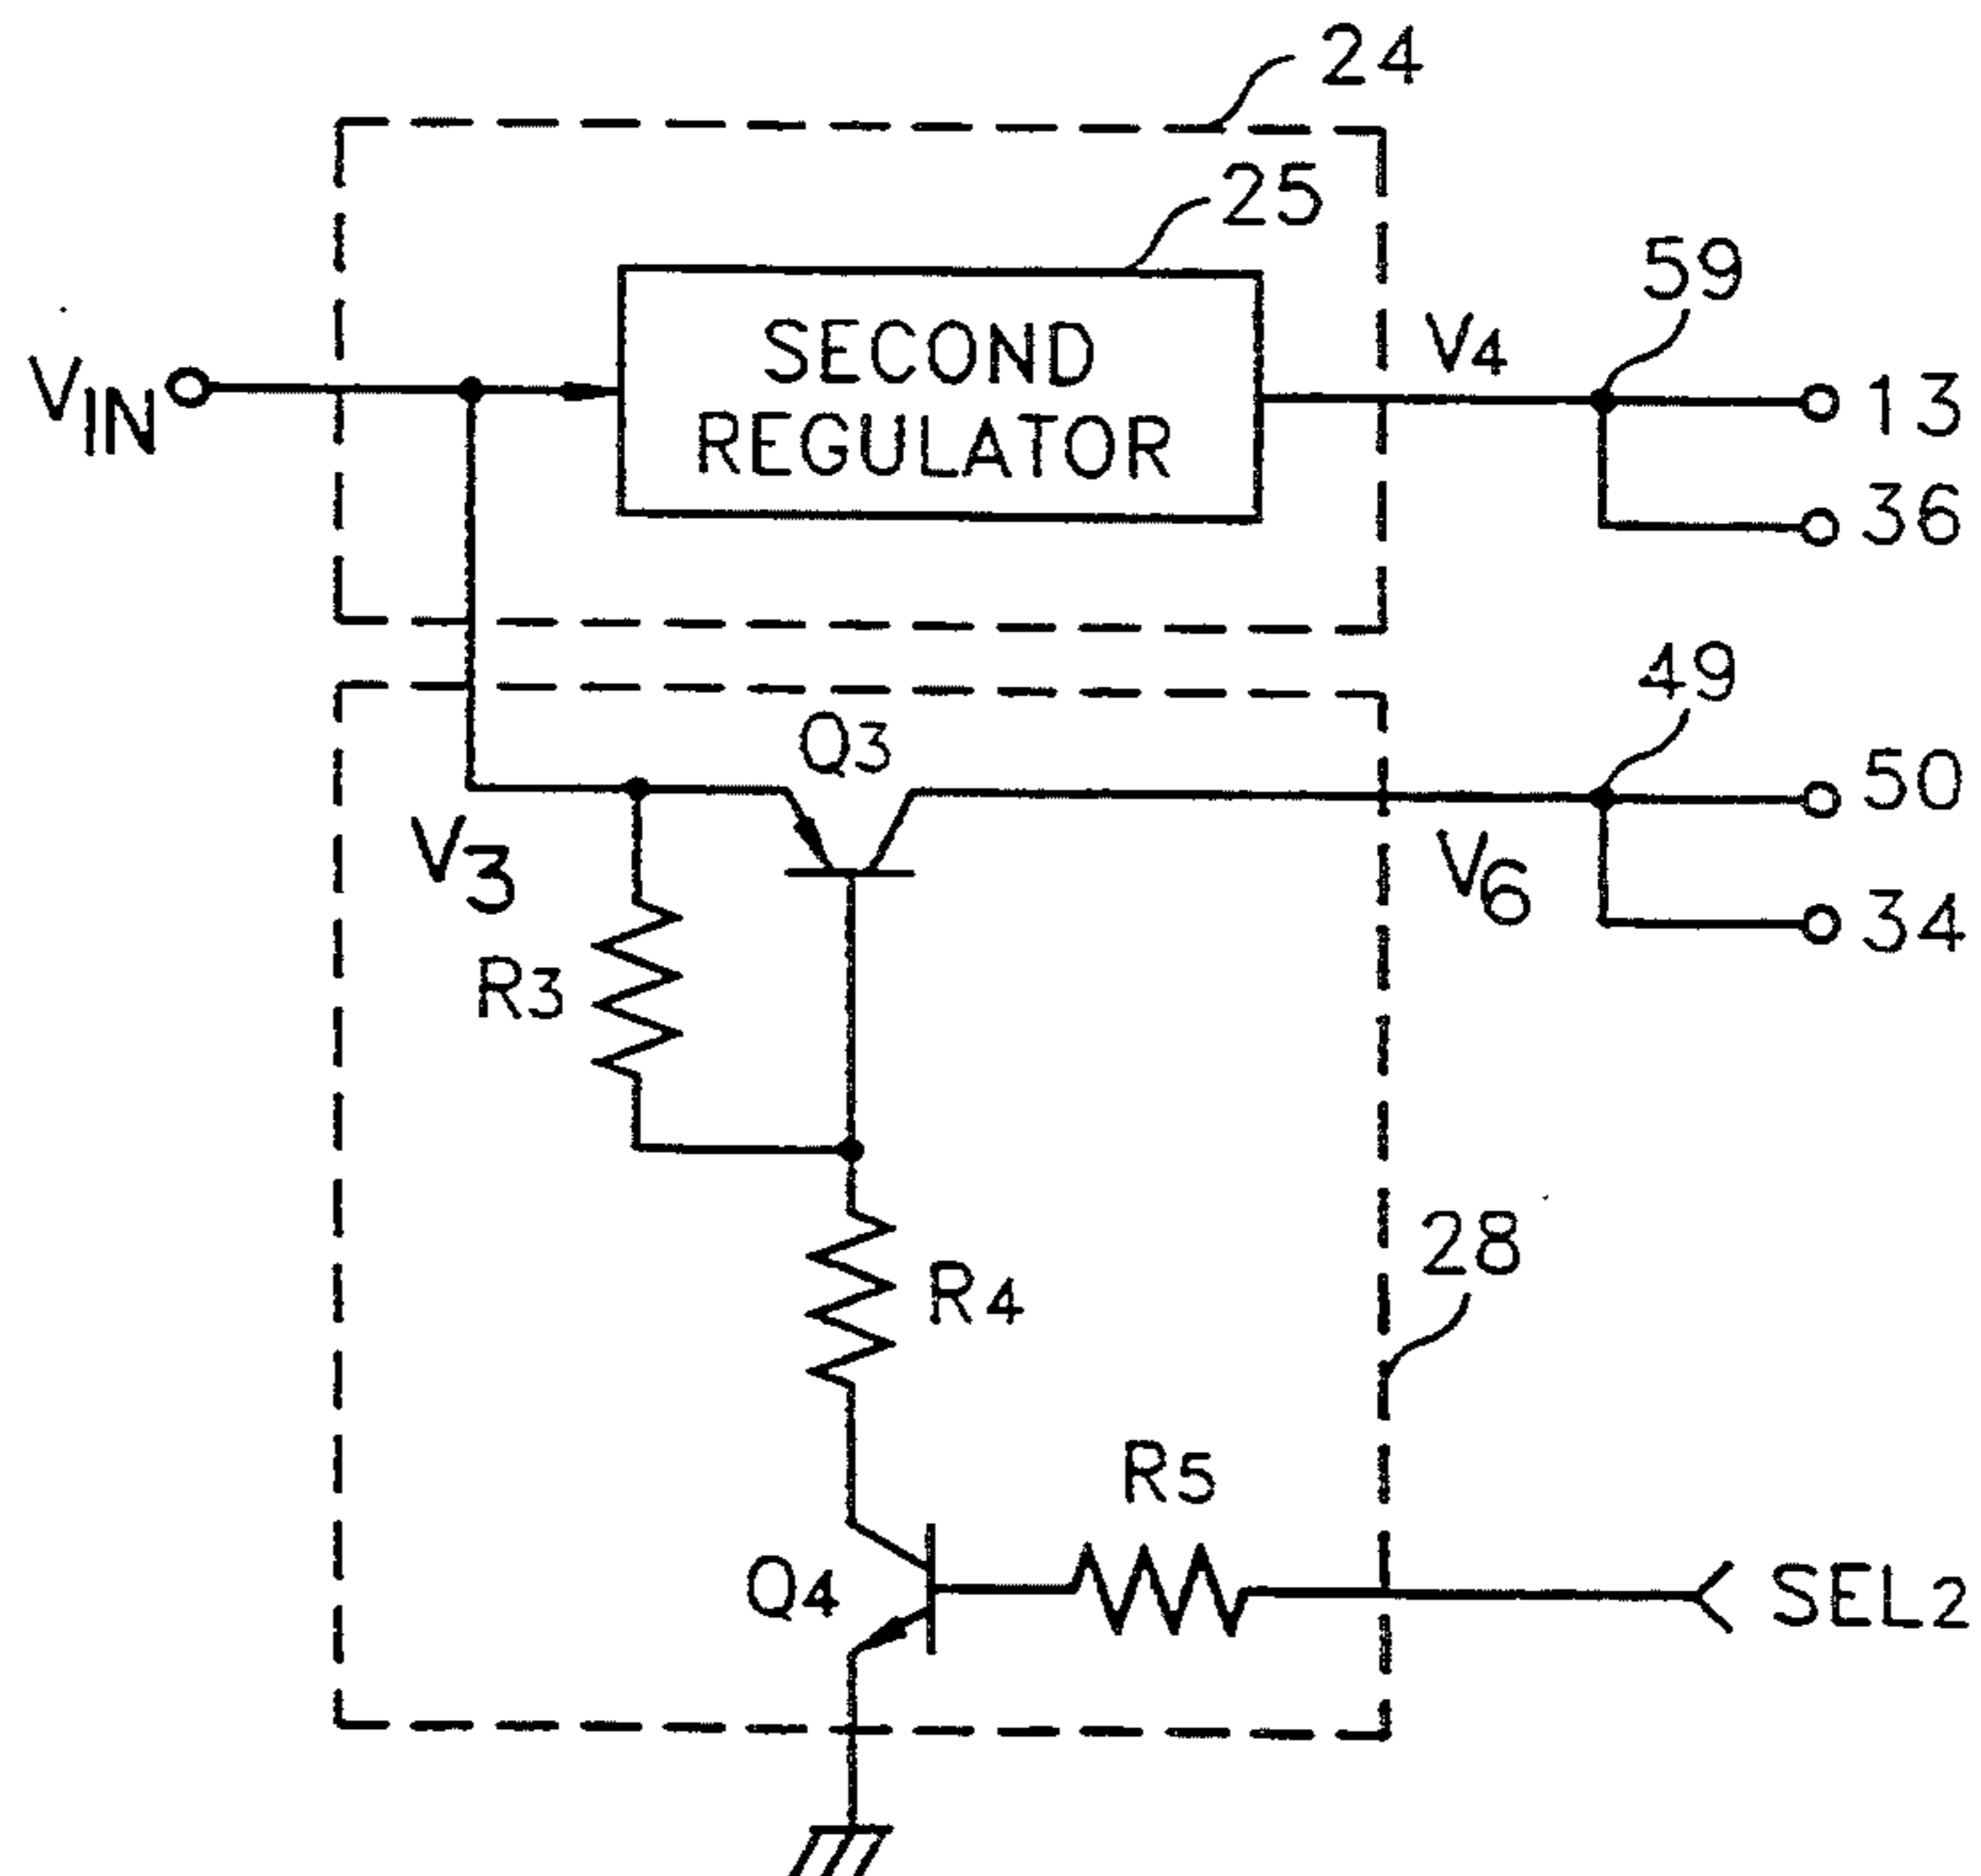 24
25
59
SECOND
REGULATOR
V4
VIN
13
36
49
Q3
50
V3
V6
34
R3
28
R4
R5
Q4
SEL2